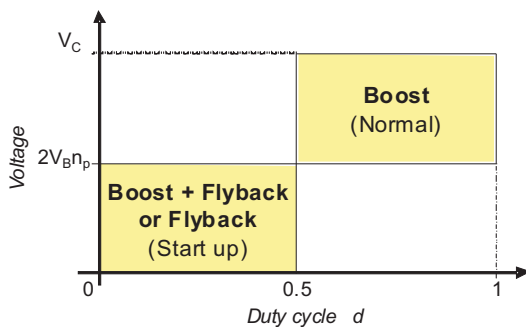 V_C
Boost
(Normal)
2V_Bn_p
Boost + Flyback
or Flyback
(Start up)
Voltage
0
0.5
1
Duty cycle d